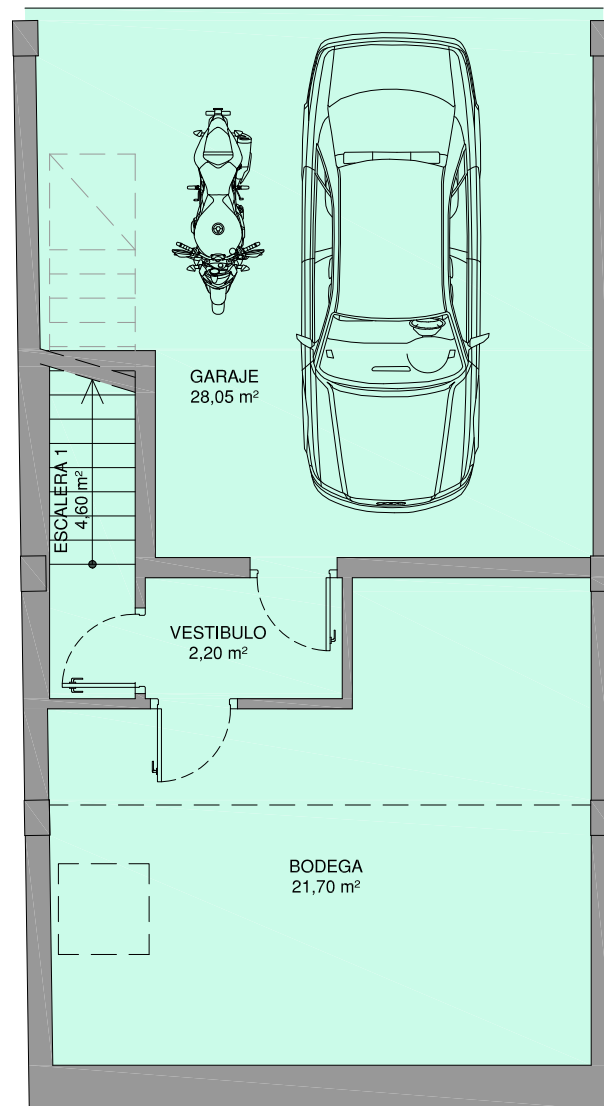 GARAJE
28,05 m²
ESCALERA 1
4,60 m²
VESTIBULO
2,20 m²
BODEGA
21,70 m²